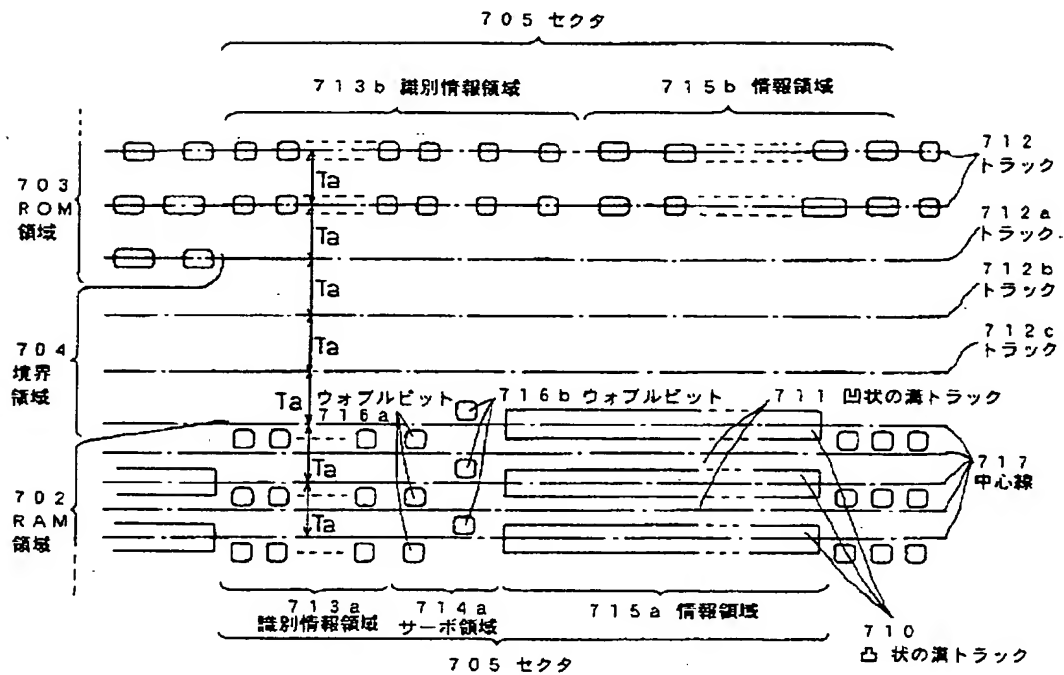 705 セクタ
713b 識別情報領域
715b 情報領域
712
トラック
703
ROM
領域
Ta
712a
トラック
Ta
712b
トラック
Ta
712c
トラック
704
境界
領域
Ta
Ta
ウォブルピット
716a
716b ウォブルピット
711 凹状の溝トラック
Ta
717
中心線
702
RAM
領域
Ta
713a
識別情報領域
714a
サーボ領域
715a 情報領域
705 セクタ
710
凸状の溝トラック